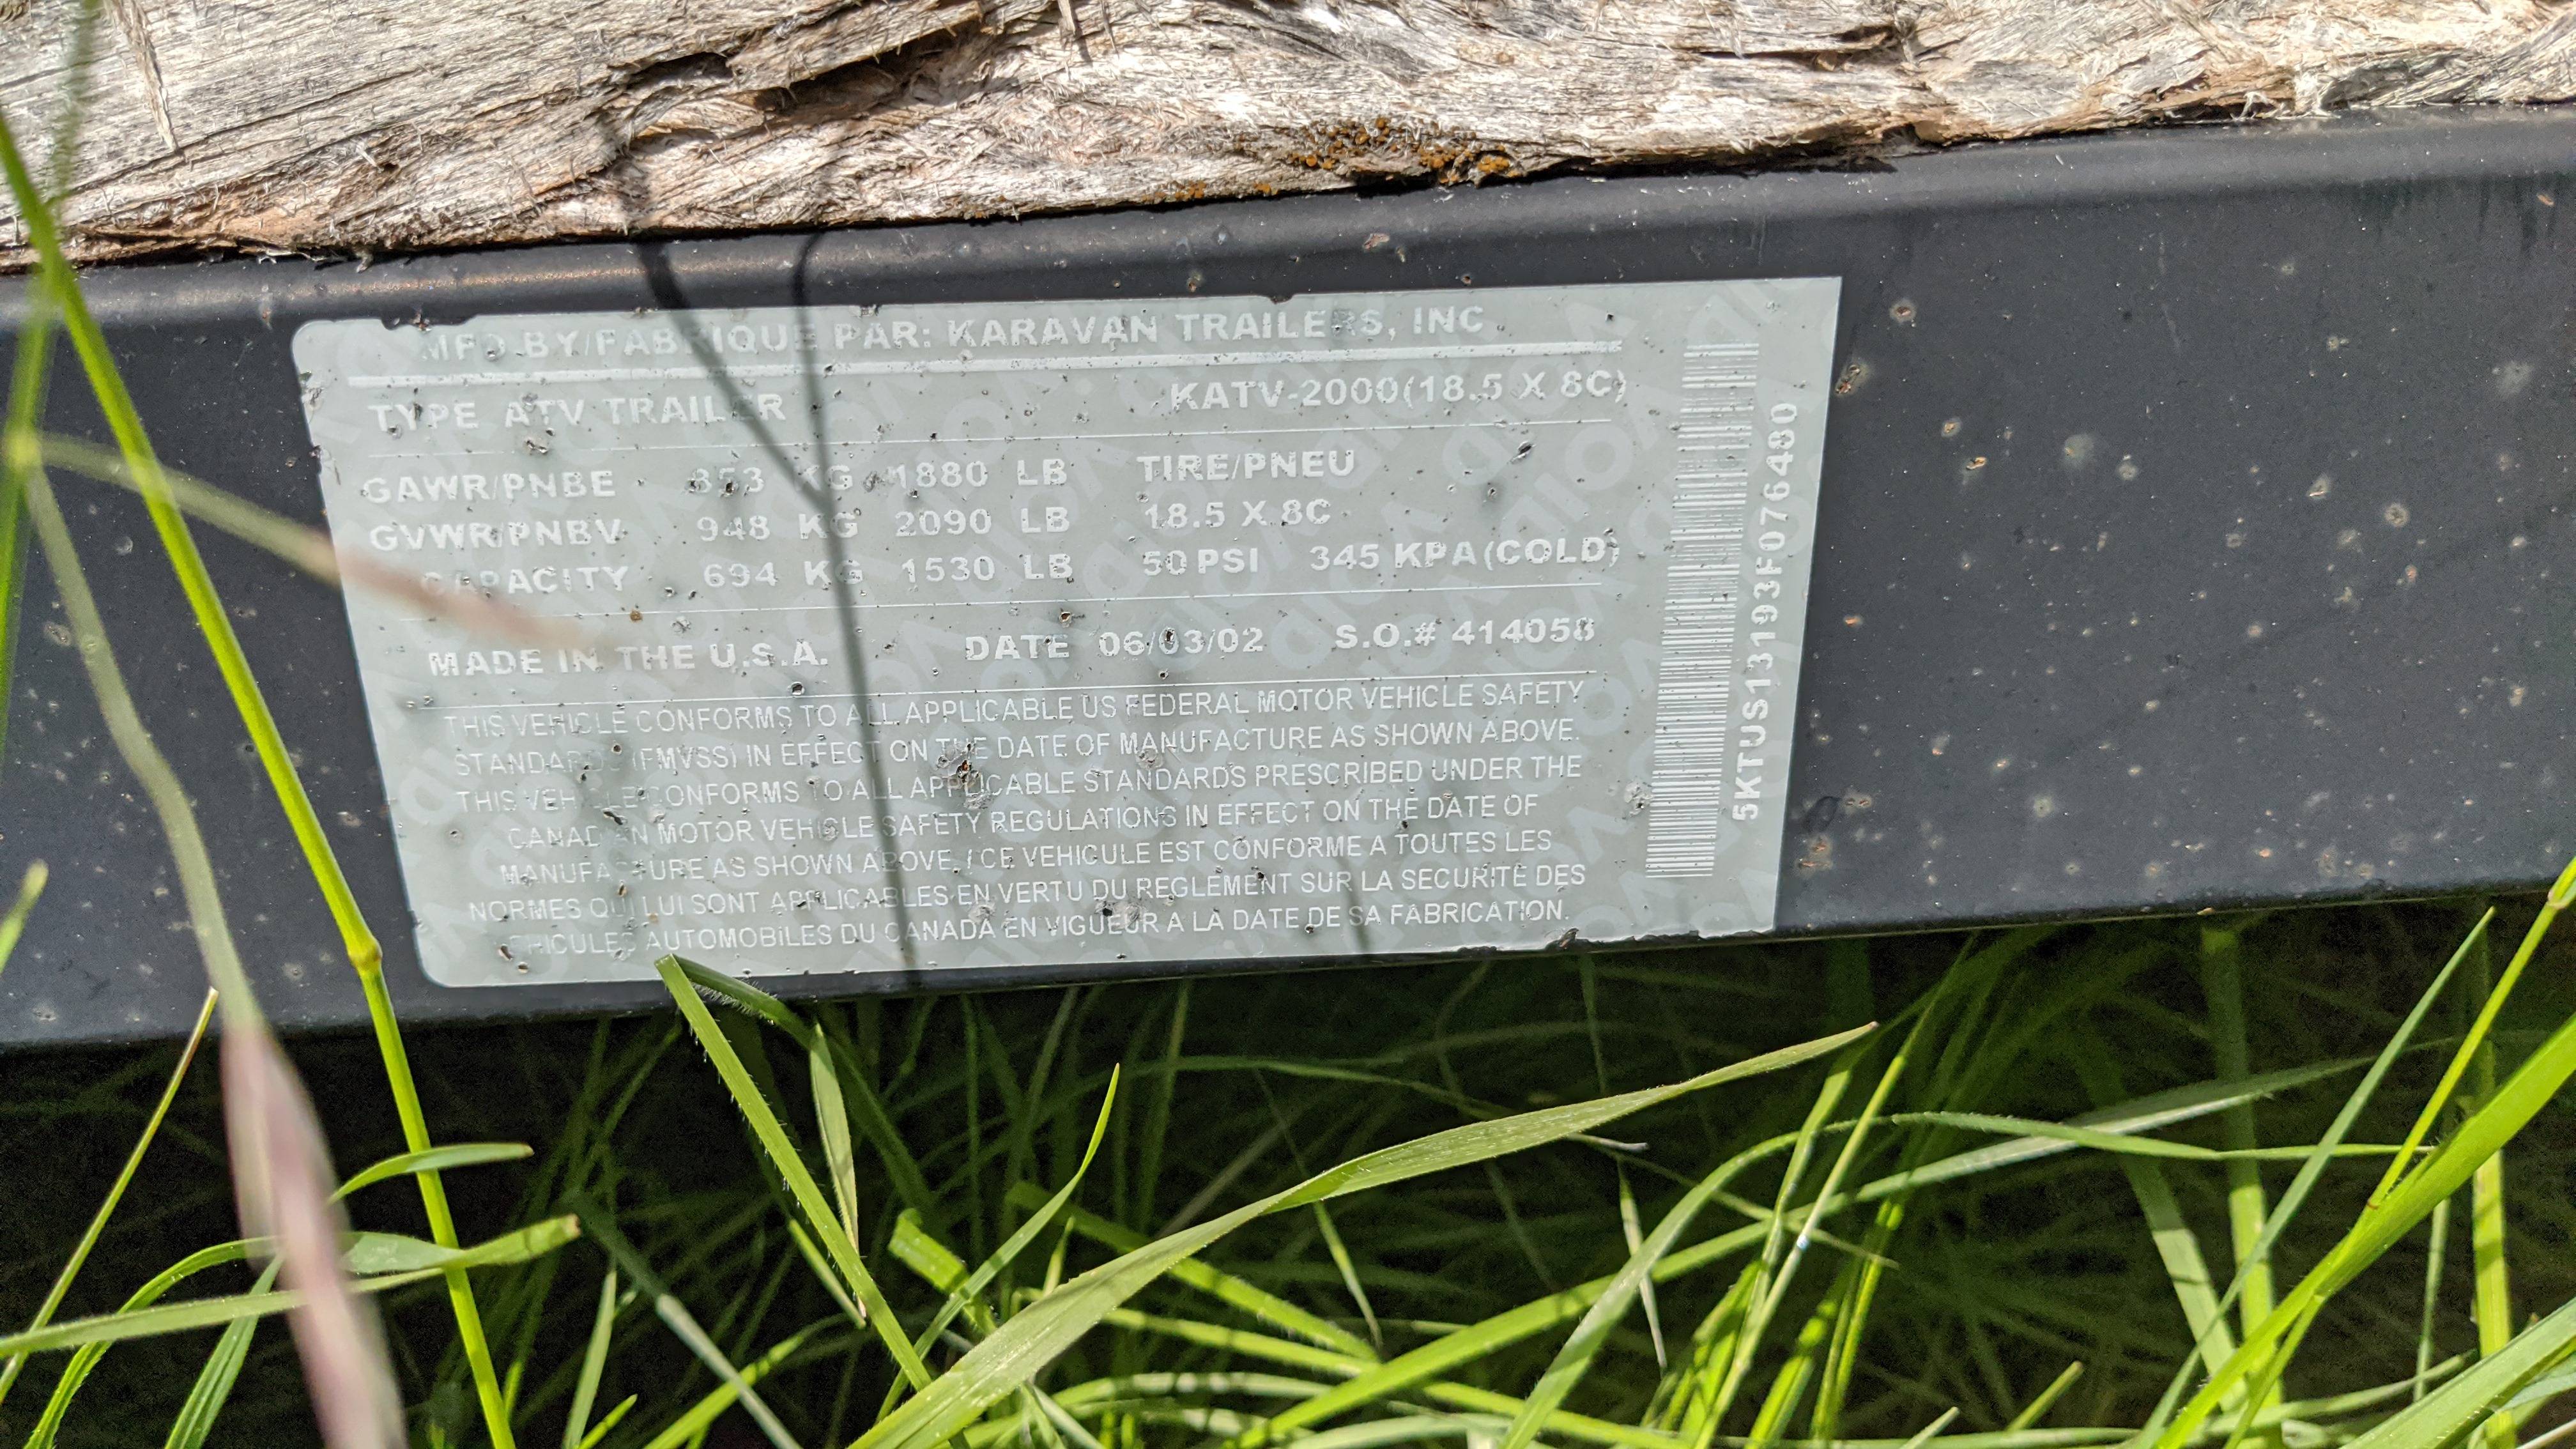 MFD BY/FABRIQUE PAR: KARAVAN TRAILERS, INC
TYPE ATV TRAILER KATV-2000(18.5 X 8C)
GAWR/PNBE 853 KG 1880 LB TIRE/PNEU
GVWR/PNBV 948 KG 2090 LB 18.5 X 8C
CAPACITY 694 KG 1530 LB 50 PSI 345 KPA (COLD)
MADE IN THE U.S.A. DATE 06/03/02 S.O.# 414058
THIS VEHICLE CONFORMS TO ALL APPLICABLE US FEDERAL MOTOR VEHICLE SAFETY
STANDARDS (FMVSS) IN EFFECT ON THE DATE OF MANUFACTURE AS SHOWN ABOVE.
THIS VEHICLE CONFORMS TO ALL APPLICABLE STANDARDS PRESCRIBED UNDER THE
CANADIAN MOTOR VEHICLE SAFETY REGULATIONS IN EFFECT ON THE DATE OF
MANUFACTURE AS SHOWN ABOVE. / CE VEHICULE EST CONFORME A TOUTES LES
NORMES QUI LUI SONT APPLICABLES EN VERTU DU REGLEMENT SUR LA SECURITE DES
VEHICULES AUTOMOBILES DU CANADA EN VIGUEUR A LA DATE DE SA FABRICATION.
5KTUS13193F076480